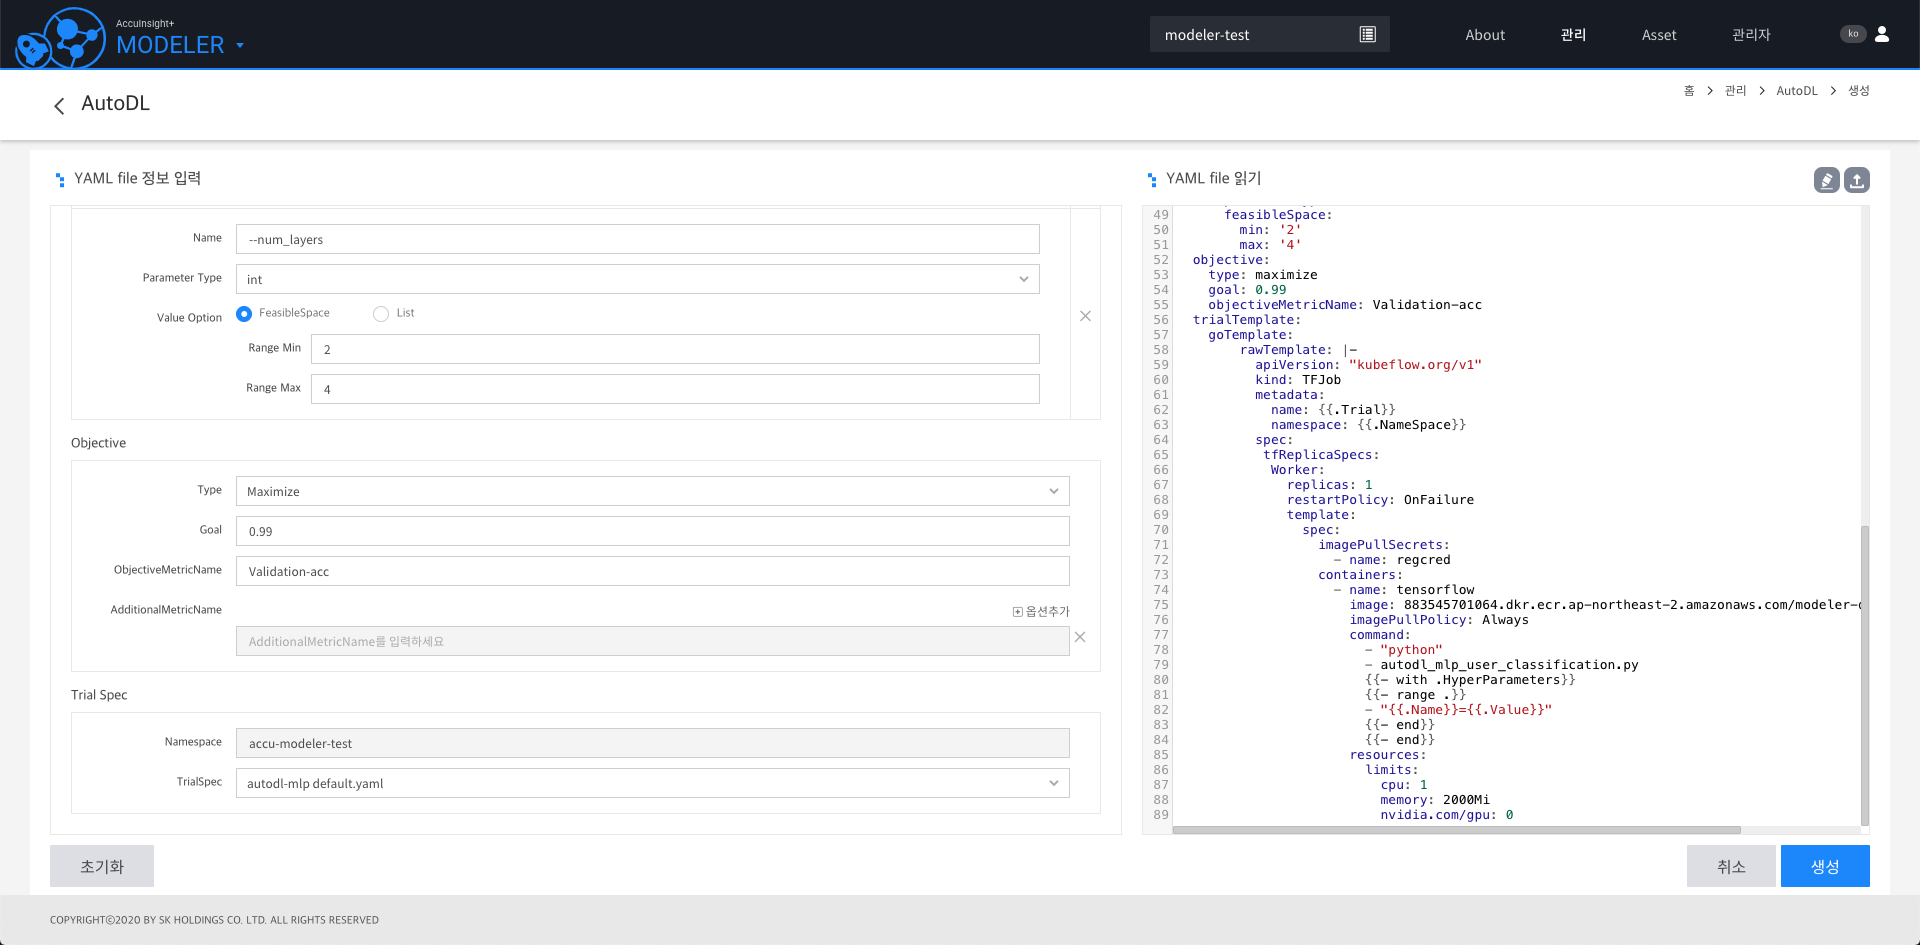 AccuInsight+
MODELER
modeler-test
About
관리
Asset
관리자
ko
AutoDL
홈 > 관리 > AutoDL > 생성
YAML file 정보 입력
Name
--num_layers
Parameter Type
int
Value Option
FeasibleSpace
List
Range Min
2
Range Max
4
Objective
Type
Maximize
Goal
0.99
ObjectiveMetricName
Validation-acc
AdditionalMetricName
옵션추가
AdditionalMetricName를 입력하세요
Trial Spec
Namespace
accu-modeler-test
TrialSpec
autodl-mlp default.yaml
YAML file 읽기
49 feasibleSpace:
50 min: '2'
51 max: '4'
52 objective:
53 type: maximize
54 goal: 0.99
55 objectiveMetricName: Validation-acc
56 trialTemplate:
57 goTemplate:
58 rawTemplate: |-
59 apiVersion: "kubeflow.org/v1"
60 kind: TFJob
61 metadata:
62 name: {{.Trial}}
63 namespace: {{.NameSpace}}
64 spec:
65 tfReplicaSpecs:
66 Worker:
67 replicas: 1
68 restartPolicy: OnFailure
69 template:
70 spec:
71 imagePullSecrets:
72 - name: regcred
73 containers:
74 - name: tensorflow
75 image: 883545701064.dkr.ecr.ap-northeast-2.amazonaws.com/modeler-
76 imagePullPolicy: Always
77 command:
78 - "python"
79 - autodl_mlp_user_classification.py
80 {{- with .HyperParameters}}
81 {{- range .}}
82 - "{{.Name}}={{.Value}}"
83 {{- end}}
84 {{- end}}
85 resources:
86 limits:
87 cpu: 1
88 memory: 2000Mi
89 nvidia.com/gpu: 0
초기화
취소
생성
COPYRIGHT©2020 BY SK HOLDINGS CO. LTD. ALL RIGHTS RESERVED